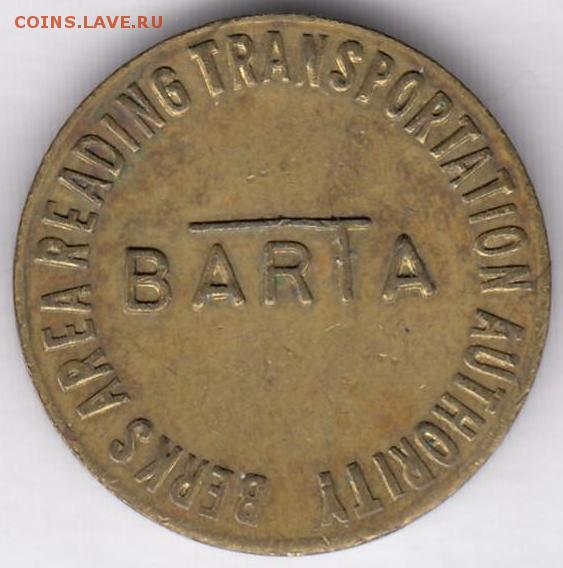 COINS.LAVE.RU
BERKS AREA READING TRANSPORTATION AUTHORITY
BARTA